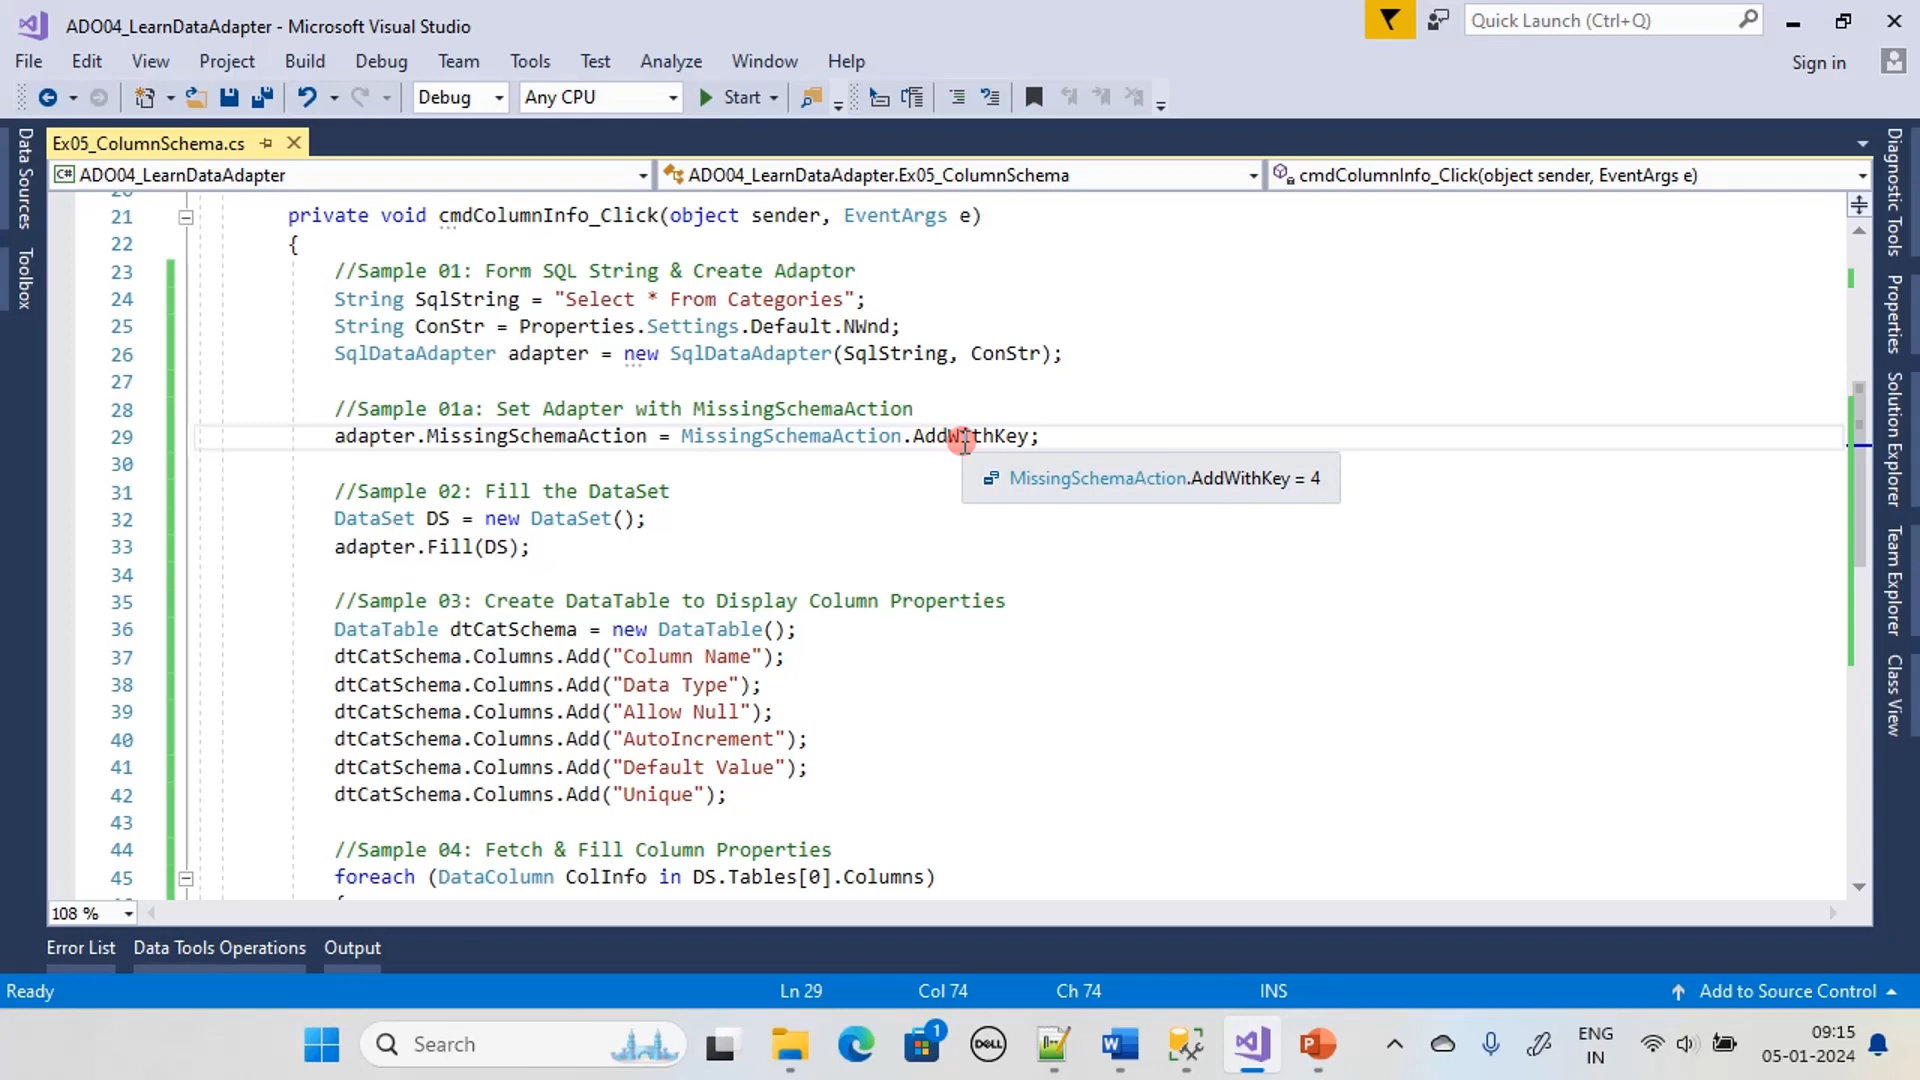 ADO04_LearnDataAdapter - Microsoft Visual Studio
Quick Launch (Ctrl+Q)
File Edit View Project Build Debug Team Tools Test Analyze Window Help
Sign in
Debug Any CPU Start
Ex05_ColumnSchema.cs
C# ADO04_LearnDataAdapter ADO04_LearnDataAdapter.Ex05_ColumnSchema cmdColumnInfo_Click(object sender, EventArgs e)
Data Sources
Toolbox
21 private void cmdColumnInfo_Click(object sender, EventArgs e)
22 {
23 //Sample 01: Form SQL String & Create Adaptor
24 String SqlString = "Select * From Categories";
25 String ConStr = Properties.Settings.Default.NWnd;
26 SqlDataAdapter adapter = new SqlDataAdapter(SqlString, ConStr);
27
28 //Sample 01a: Set Adapter with MissingSchemaAction
29 adapter.MissingSchemaAction = MissingSchemaAction.AddWithKey;
30
MissingSchemaAction.AddWithKey = 4
31 //Sample 02: Fill the DataSet
32 DataSet DS = new DataSet();
33 adapter.Fill(DS);
34
35 //Sample 03: Create DataTable to Display Column Properties
36 DataTable dtCatSchema = new DataTable();
37 dtCatSchema.Columns.Add("Column Name");
38 dtCatSchema.Columns.Add("Data Type");
39 dtCatSchema.Columns.Add("Allow Null");
40 dtCatSchema.Columns.Add("AutoIncrement");
41 dtCatSchema.Columns.Add("Default Value");
42 dtCatSchema.Columns.Add("Unique");
43
44 //Sample 04: Fetch & Fill Column Properties
45 foreach (DataColumn ColInfo in DS.Tables[0].Columns)
Diagnostic Tools
Properties
Solution Explorer
Team Explorer
Class View
108 %
Error List Data Tools Operations Output
Ready Ln 29 Col 74 Ch 74 INS Add to Source Control
Search
1
DELL
ENG
IN
09:15
05-01-2024